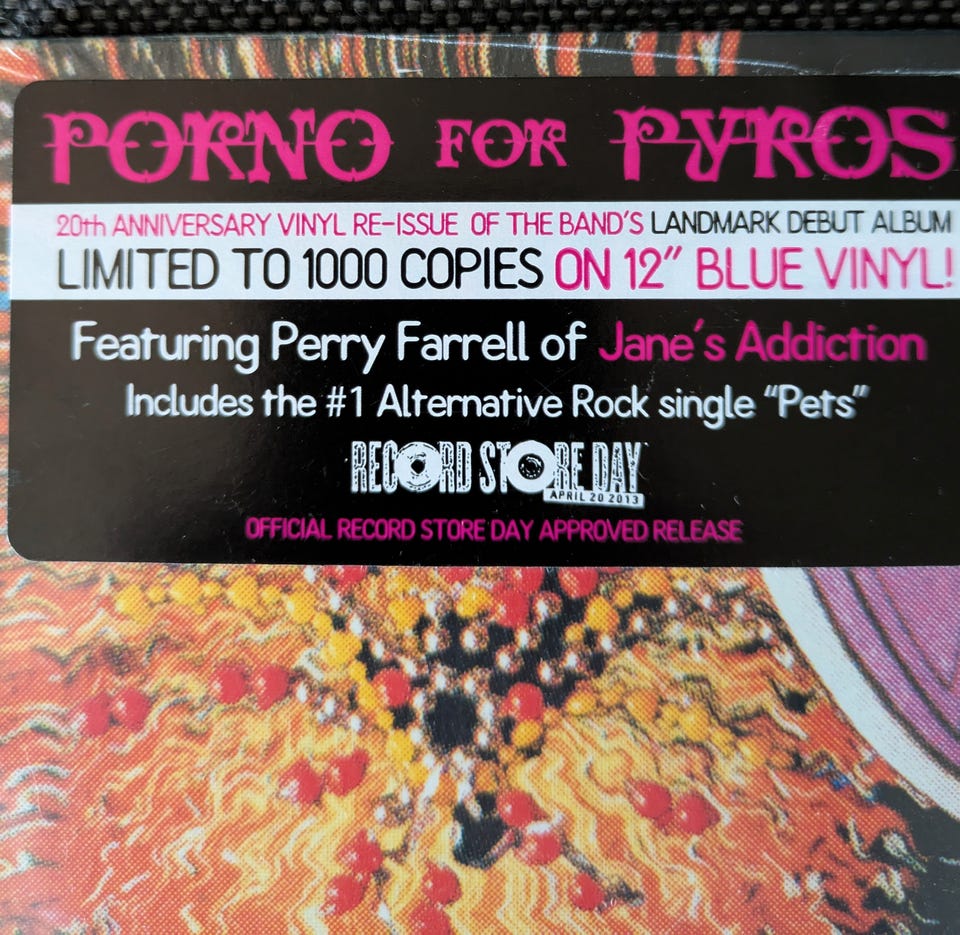 PORNO FOR PYROS
20th ANNIVERSARY VINYL RE-ISSUE OF THE BAND'S LANDMARK DEBUT ALBUM
LIMITED TO 1000 COPIES ON 12" BLUE VINYL!
Featuring Perry Farrell of Jane's Addiction
Includes the #1 Alternative Rock single "Pets"
RECORD STORE DAY
APRIL 20 2013
OFFICIAL RECORD STORE DAY APPROVED RELEASE